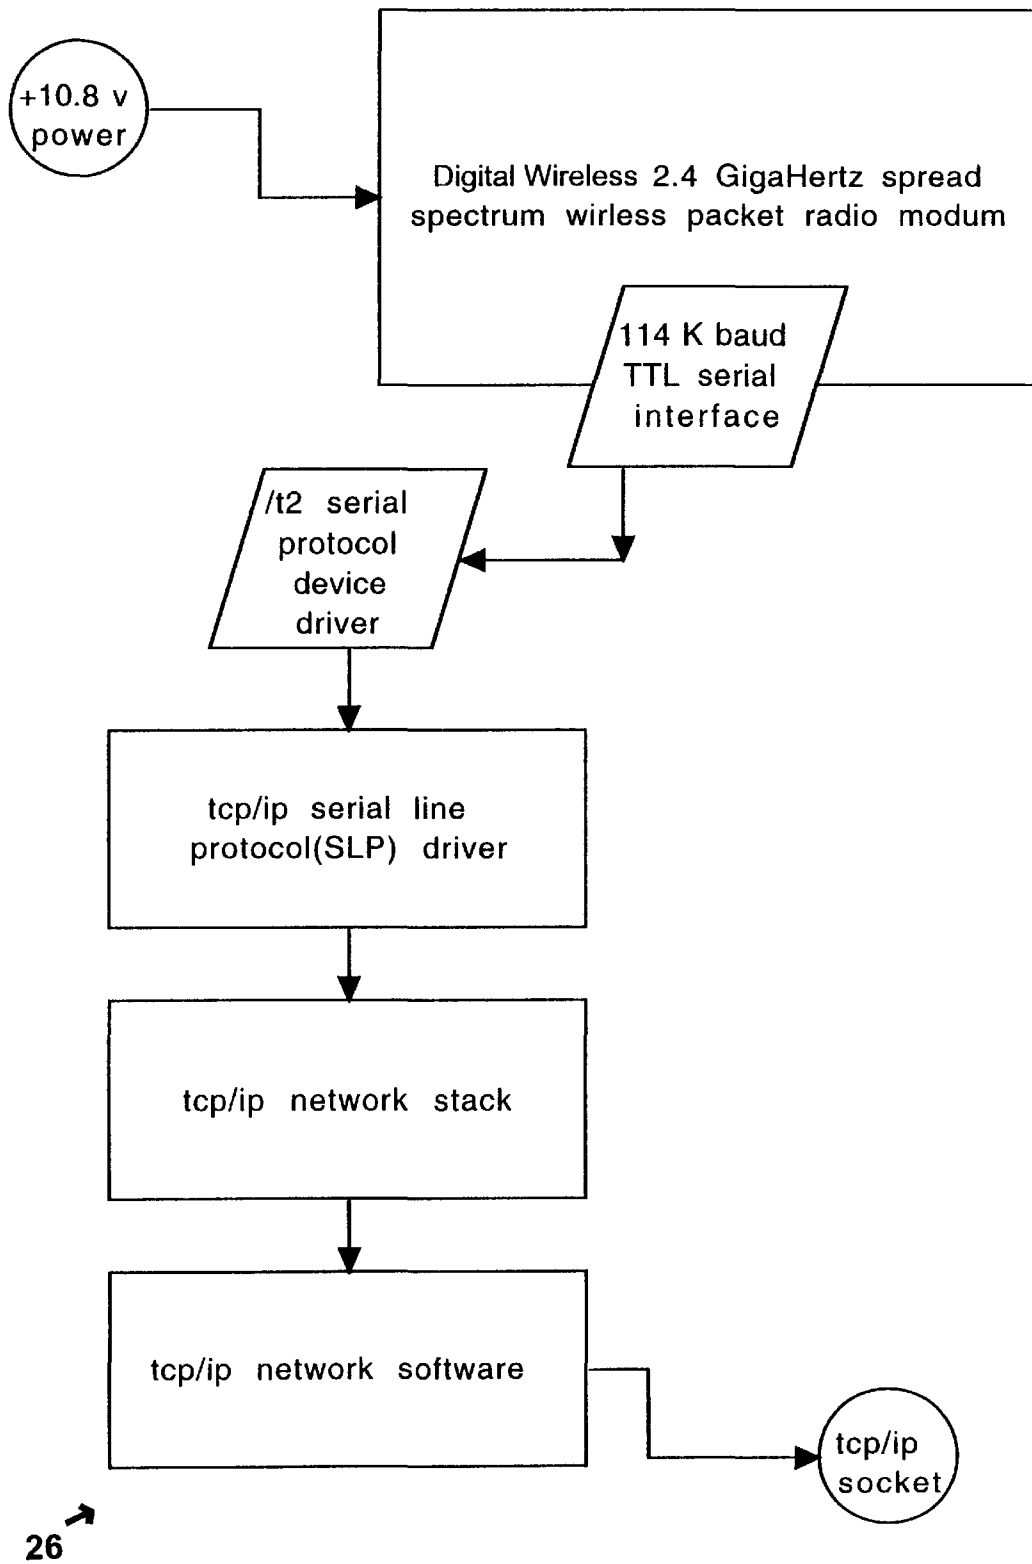 +10.8 v
power
Digital Wireless 2.4 GigaHertz spread
spectrum wirless packet radio modum
114 K baud
TTL serial
interface
/t2 serial
protocol
device
driver
tcp/ip serial line
protocol(SLP) driver
tcp/ip network stack
tcp/ip network software
tcp/ip
socket
26